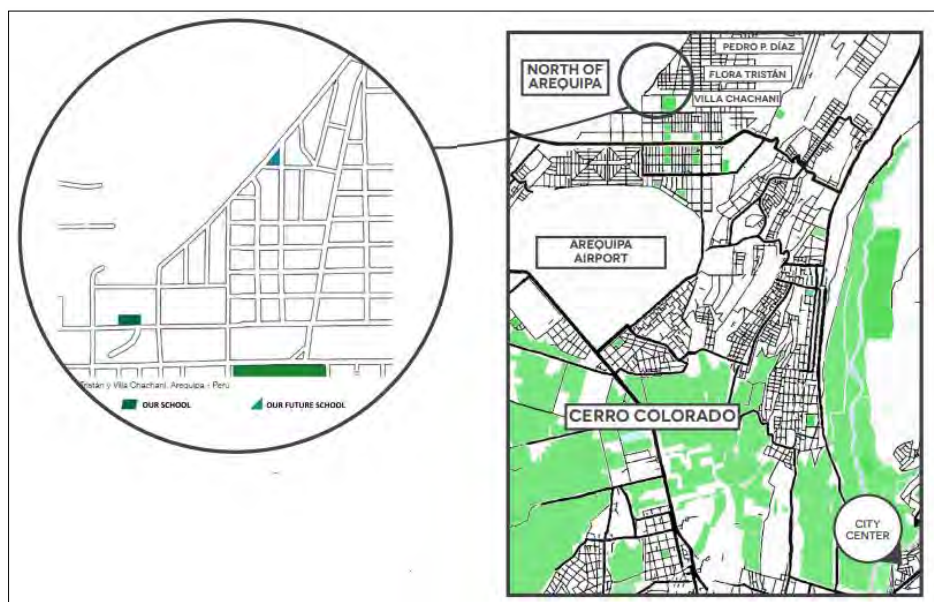 Tristán y Villa Chachani, Arequipa - Perú
OUR SCHOOL
OUR FUTURE SCHOOL
NORTH OF
AREQUIPA
PEDRO P. DÍAZ
FLORA TRISTÁN
VILLA CHACHANI
AREQUIPA
AIRPORT
CERRO COLORADO
CITY
CENTER